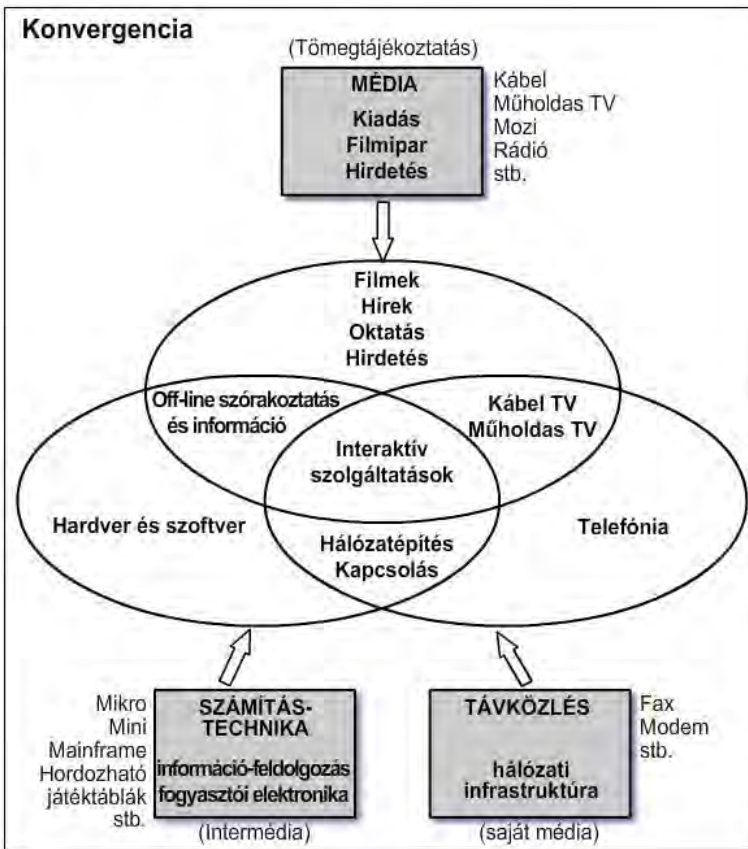 Konvergencia
(Tömegtájékoztatás)
MÉDIA
Kiadás
Filmipar
Hirdetés
Kábel
Műholdas TV
Mozi
Rádió
stb.
Filmek
Hírek
Oktatás
Hirdetés
Off-line szórakoztatás
és információ
Kábel TV
Műholdas TV
Interaktív
szolgáltatások
Hardver és szoftver
Telefónia
Hálózatépítés
Kapcsolás
Mikro
Mini
Mainframe
Hordozható
játéktáblák
stb.
SZÁMÍTÁS-
TECHNIKA
információ-feldolgozás
fogyasztói elektronika
(Intermédia)
TÁVKÖZLÉS
hálózati
infrastruktúra
(saját média)
Fax
Modem
stb.